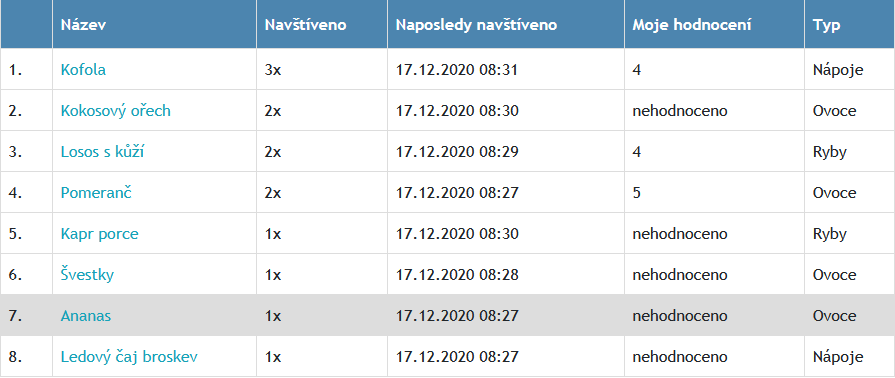 Název Navštíveno Naposledy navštíveno Moje hodnocení Typ
1. Kofola 3x 17.12.2020 08:31 4 Nápoje
2. Kokosový ořech 2x 17.12.2020 08:30 nehodnoceno Ovoce
3. Losos s kůží 2x 17.12.2020 08:29 4 Ryby
4. Pomeranč 2x 17.12.2020 08:27 5 Ovoce
5. Kapr porce 1x 17.12.2020 08:30 nehodnoceno Ryby
6. Švestky 1x 17.12.2020 08:28 nehodnoceno Ovoce
7. Ananas 1x 17.12.2020 08:27 nehodnoceno Ovoce
8. Ledový čaj broskev 1x 17.12.2020 08:27 nehodnoceno Nápoje